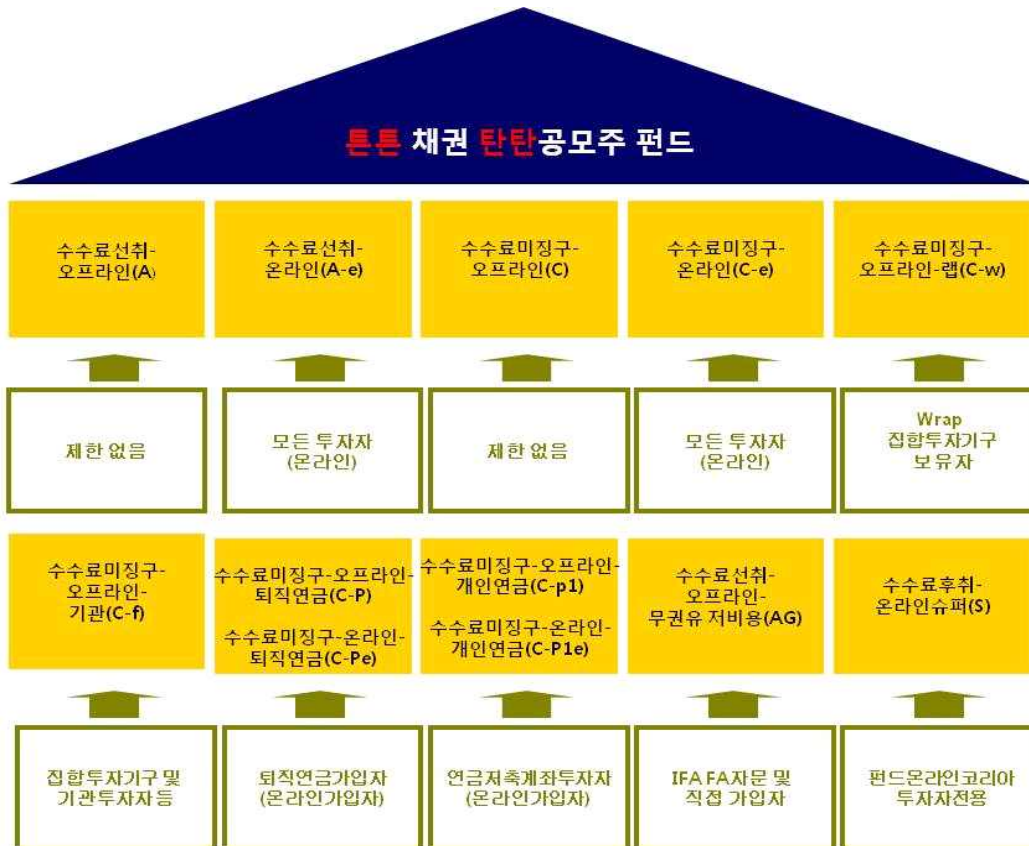 튼튼 채권 탄탄공모주 펀드
수수료선취-
오프라인(A)
수수료선취-
온라인(A-e)
수수료미징구-
오프라인(C)
수수료미징구-
온라인(C-e)
수수료미징구-
오프라인-랩(C-w)
제한 없음
모든 투자자
(온라인)
제한 없음
모든 투자자
(온라인)
Wrap
집합투자기구
보유자
수수료미징구-
오프라인-
기관(C-f)
수수료미징구-오프라인-
퇴직연금(C-P)
수수료미징구-온라인-
퇴직연금(C-Pe)
수수료미징구-오프라인-
개인연금(C-p1)
수수료미징구-온라인-
개인연금(C-P1e)
수수료선취-
오프라인-
무권유 저비용(AG)
수수료후취-
온라인슈퍼(S)
집합투자기구 및
기관투자자 등
퇴직연금가입자
(온라인가입자)
연금저축계좌투자자
(온라인가입자)
IFA FA자문 및
직접 가입자
펀드온라인코리아
투자자전용